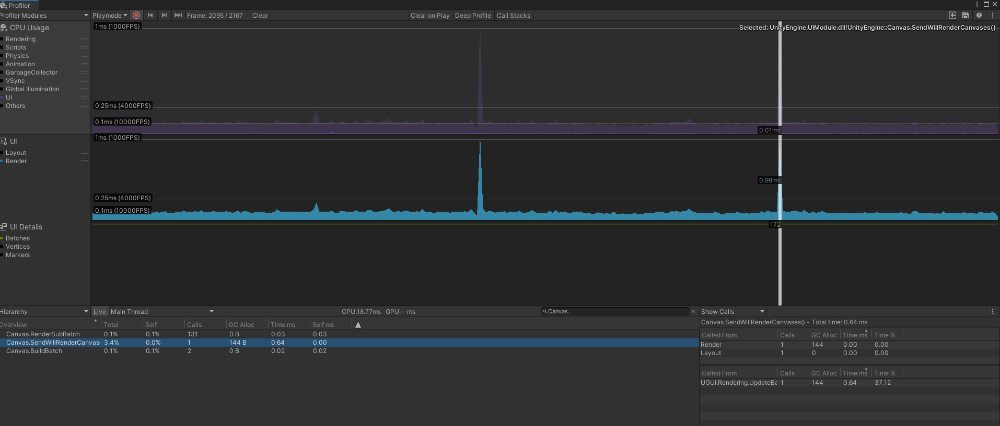 Profiler
Profiler Modules
Playmode
Frame: 2095 / 2167
Clear
Clear on Play
Deep Profile
Call Stacks
CPU Usage
Rendering
Scripts
Physics
Animation
GarbageCollector
VSync
Global Illumination
UI
Others
1ms (1000FPS)
Selected: UnityEngine.UIModule.dll!UnityEngine::Canvas.SendWillRenderCanvases()
0.25ms (4000FPS)
0.1ms (10000FPS)
0.01ms
UI
Layout
Render
1ms (1000FPS)
0.99ms
0.25ms (4000FPS)
0.1ms (10000FPS)
UI Details
Batches
Vertices
Markers
172
Hierarchy
Live
Main Thread
CPU:18.77ms GPU:--ms
Canvas.
Show Calls
Overview Total Self Calls GC Alloc Time ms Self ms
Canvas.RenderSubBatch 0.1% 0.1% 131 0 B 0.03 0.03
Canvas.SendWillRenderCanvas 3.4% 0.0% 1 144 B 0.64 0.00
Canvas.BuildBatch 0.1% 0.1% 2 0 B 0.02 0.02
Canvas.SendWillRenderCanvases() - Total time: 0.64 ms
Called From Calls GC Alloc Time ms Time %
Render 1 144 0.00 0.00
Layout 1 0 0.00 0.00
Called From Calls GC Alloc Time ms Time %
UGUI.Rendering.UpdateBa 1 144 0.64 37.12